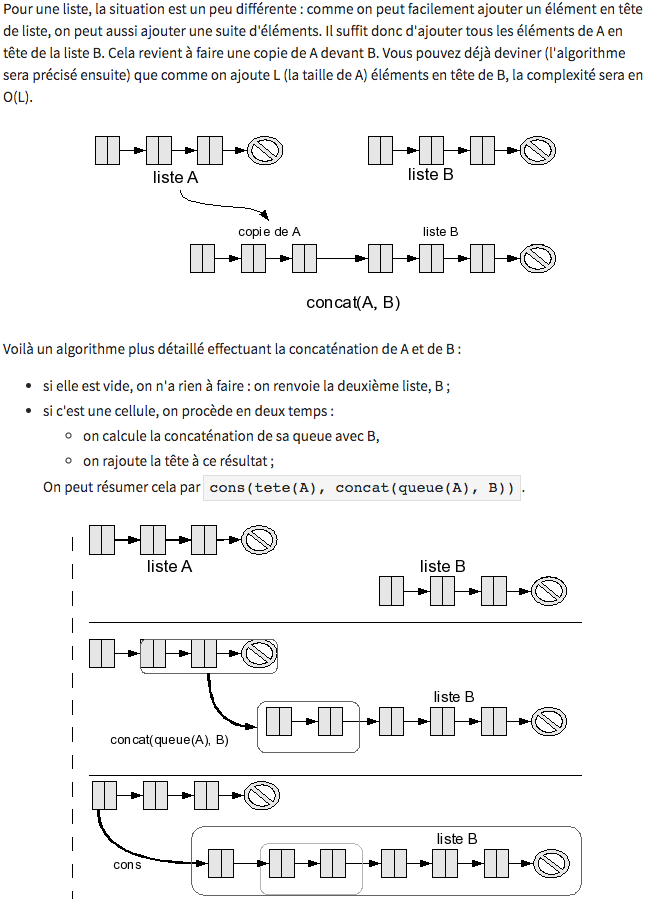 Pour une liste, la situation est un peu différente : comme on peut facilement ajouter un élément en tête
de liste, on peut aussi ajouter une suite d'éléments. Il suffit donc d'ajouter tous les éléments de A en
tête de la liste B. Cela revient à faire une copie de A devant B. Vous pouvez déjà deviner (l'algorithme
sera précisé ensuite) que comme on ajoute L (la taille de A) éléments en tête de B, la complexité sera en
O(L).
liste A
liste B
copie de A
liste B
concat(A, B)
Voilà un algorithme plus détaillé effectuant la concaténation de A et de B :
si elle est vide, on n'a rien à faire : on renvoie la deuxième liste, B ;
si c'est une cellule, on procède en deux temps :
on calcule la concaténation de sa queue avec B,
on rajoute la tête à ce résultat ;
On peut résumer cela par cons(tete(A), concat(queue(A), B)) .
liste A
liste B
liste B
concat(queue(A), B)
liste B
cons